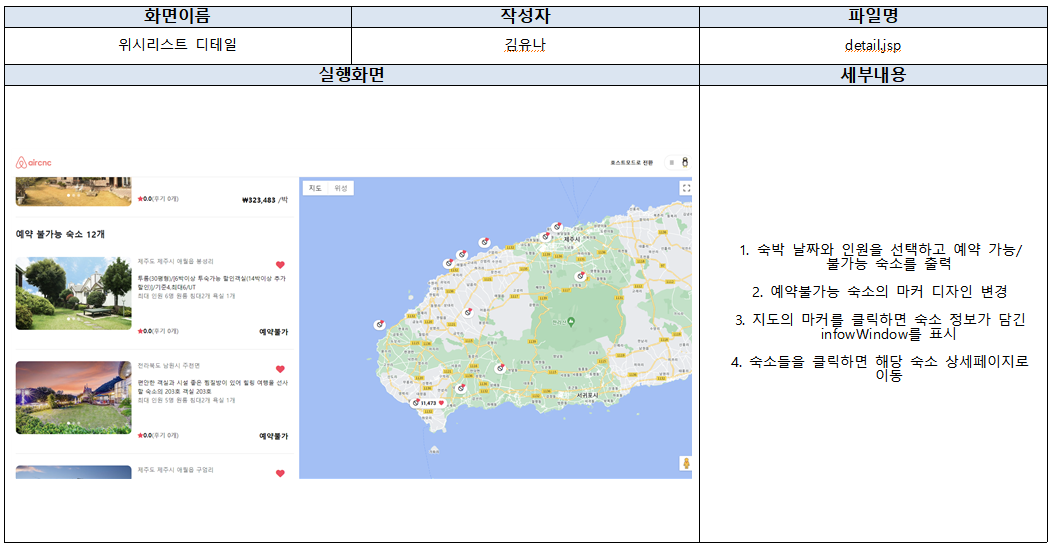 화면이름 작성자 파일명
위시리스트 디테일 김유나 detail.jsp
실행화면 세부내용
aircnc
호스트모드로 전환
★0.0(후기 0개) ₩323,483 /박
예약 불가능 숙소 12개
제주도 제주시 애월읍 봉성리
투룸(30평형)/[6박이상 투숙가능 할인객실(14박이상 추가
할인)]/기준4,최대6/UT
최대 인원 6명 원룸 침대2개 욕실 1개
★0.0(후기 0개) 예약불가
전라북도 남원시 주천면
편안한 객실과 시설 좋은 찜질방이 있어 힐링 여행을 선사
할 숙소의 203호 객실 203호
최대 인원 5명 원룸 침대2개 욕실 1개
★0.0(후기 0개) 예약불가
제주도 제주시 애월읍 구엄리
지도 위성
제주시
한라산
서귀포시
11,473
1. 숙박 날짜와 인원을 선택하고 예약 가능/
불가능 숙소를 출력
2. 예약불가능 숙소의 마커 디자인 변경
3. 지도의 마커를 클릭하면 숙소 정보가 담긴
infowWindow를 표시
4. 숙소들을 클릭하면 해당 숙소 상세페이지로
이동